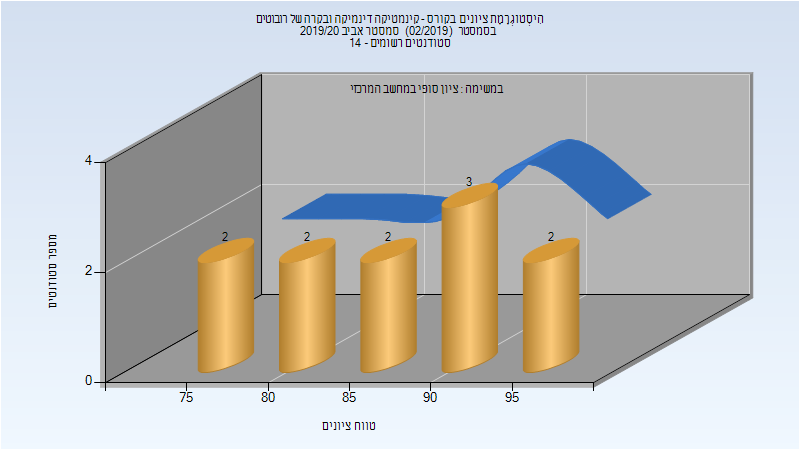 היסטוגרמת ציונים בקורס - קינמטיקה דינמיקה ובקרה של רובוטים
בסמסטר (02/2019) סמסטר אביב 2019/20
סטודנטים רשומים - 14
במשימה : ציון סופי במחשב המרכזי
4
2
0
מספר סטודנטים
2
2
2
3
2
75
80
85
90
95
טווח ציונים